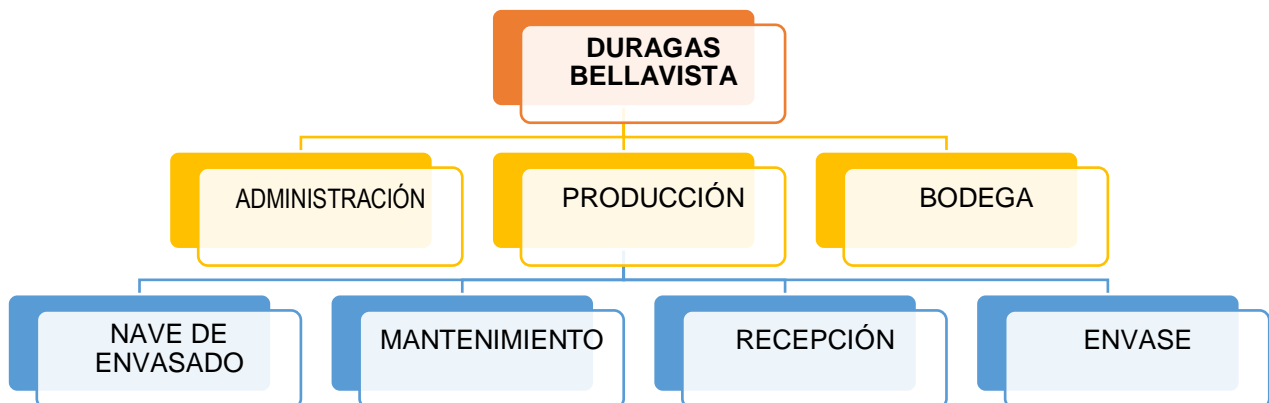 DURAGAS
BELLAVISTA
ADMINISTRACIÓN
PRODUCCIÓN
BODEGA
NAVE DE
ENVASADO
MANTENIMIENTO
RECEPCIÓN
ENVASE